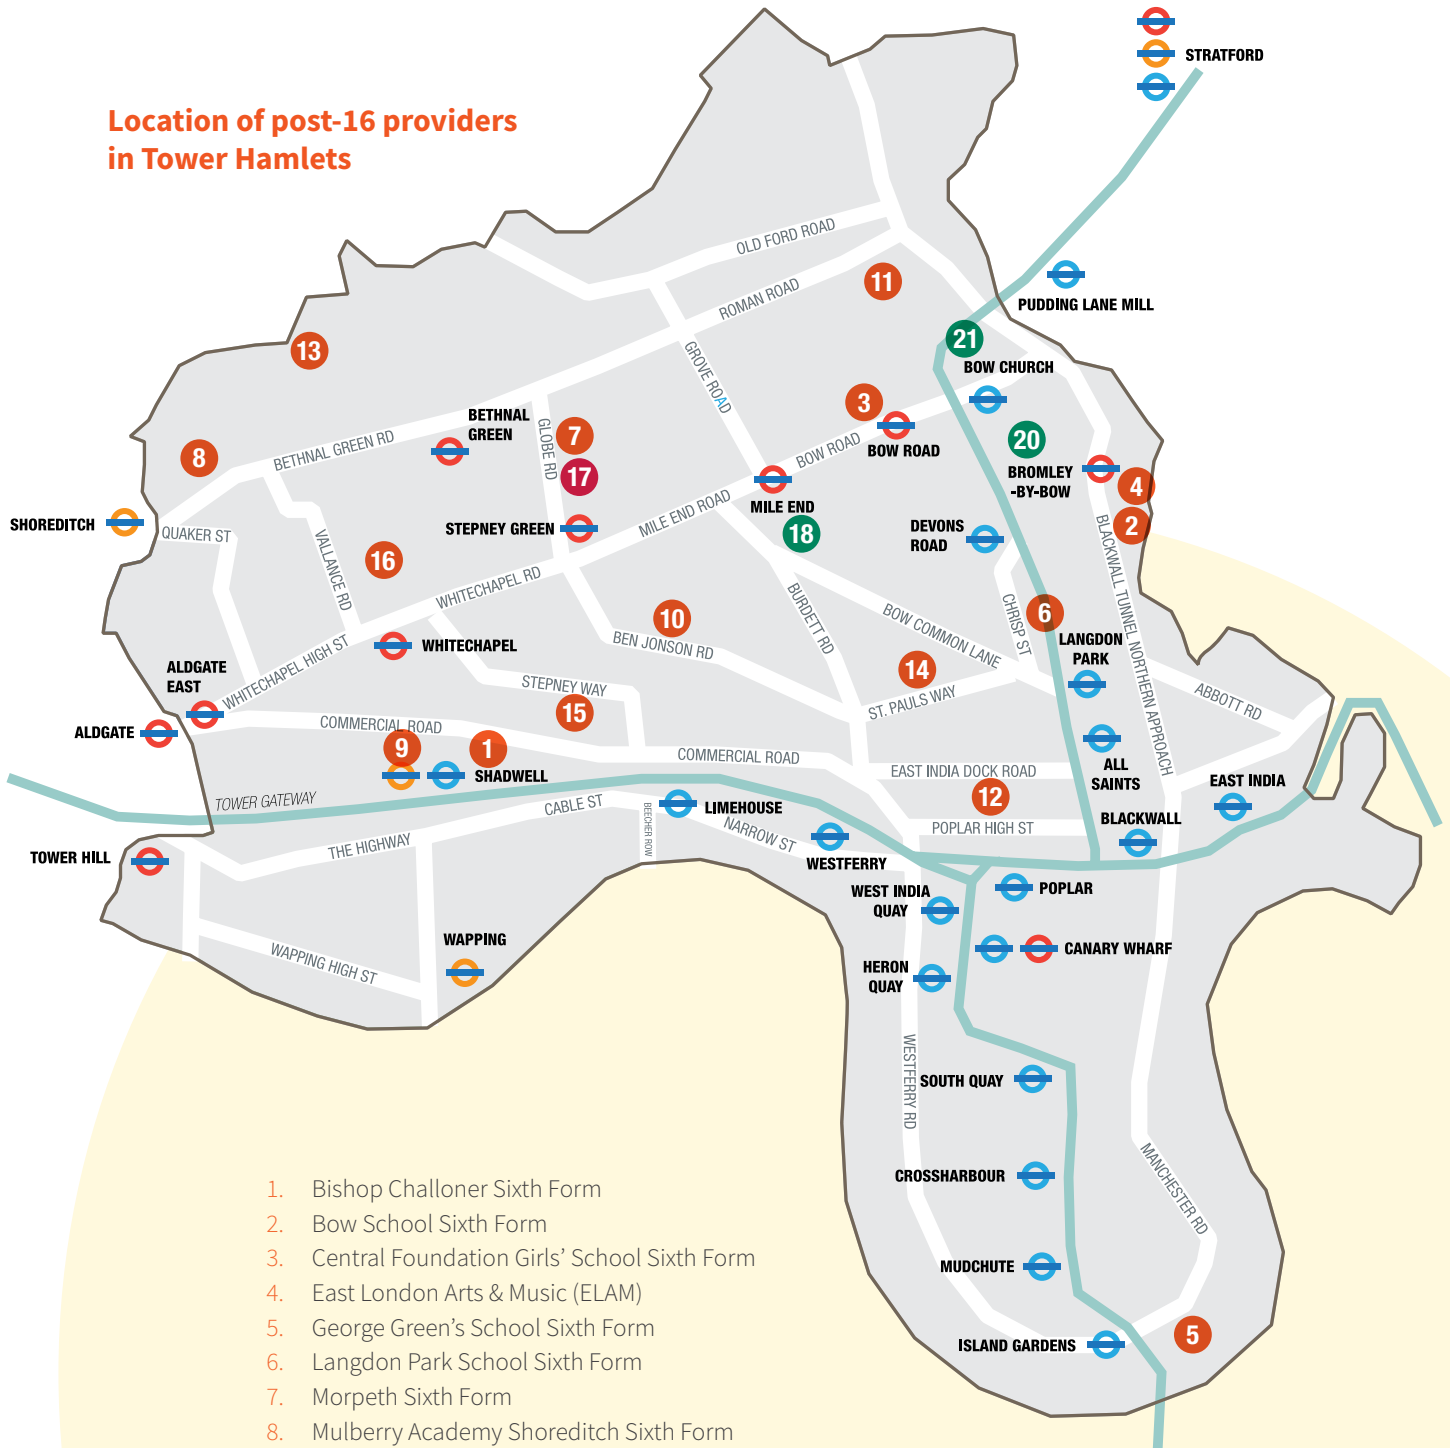 Location of post-16 providers
in Tower Hamlets
STRATFORD
OLD FORD ROAD
11
ROMAN ROAD
PUDDING LANE MILL
13
21
BOW CHURCH
GROVE ROAD
3
BETHNAL
GREEN
GLOBE RD
7
BOW ROAD
BOW ROAD
20
BETHNAL GREEN RD
8
17
BROMLEY
-BY-BOW
4
MILE END
MILE END ROAD
SHOREDITCH
QUAKER ST
STEPNEY GREEN
18
DEVONS
ROAD
2
VALLANCE RD
16
WHITECHAPEL RD
BLACKWALL TUNNEL NORTHERN APPROACH
BURDETT RD
10
BEN JONSON RD
BOW COMMON LANE
CHRISP ST
6
LANGDON
PARK
WHITECHAPEL
WHITECHAPEL HIGH ST
ALDGATE
EAST
STEPNEY WAY
14
ST. PAULS WAY
ABBOTT RD
15
ALDGATE
COMMERCIAL ROAD
9
1
SHADWELL
COMMERCIAL ROAD
EAST INDIA DOCK ROAD
ALL
SAINTS
EAST INDIA
TOWER GATEWAY
CABLE ST
BEECHER ROW
LIMEHOUSE
12
POPLAR HIGH ST
BLACKWALL
NARROW ST
THE HIGHWAY
TOWER HILL
WESTFERRY
WEST INDIA
QUAY
POPLAR
WAPPING
WAPPING HIGH ST
CANARY WHARF
HERON
QUAY
WESTFERRY RD
SOUTH QUAY
CROSSHARBOUR
MANCHESTER RD
MUDCHUTE
ISLAND GARDENS
5
1. Bishop Challoner Sixth Form
2. Bow School Sixth Form
3. Central Foundation Girls’ School Sixth Form
4. East London Arts & Music (ELAM)
5. George Green’s School Sixth Form
6. Langdon Park School Sixth Form
7. Morpeth Sixth Form
8. Mulberry Academy Shoreditch Sixth Form